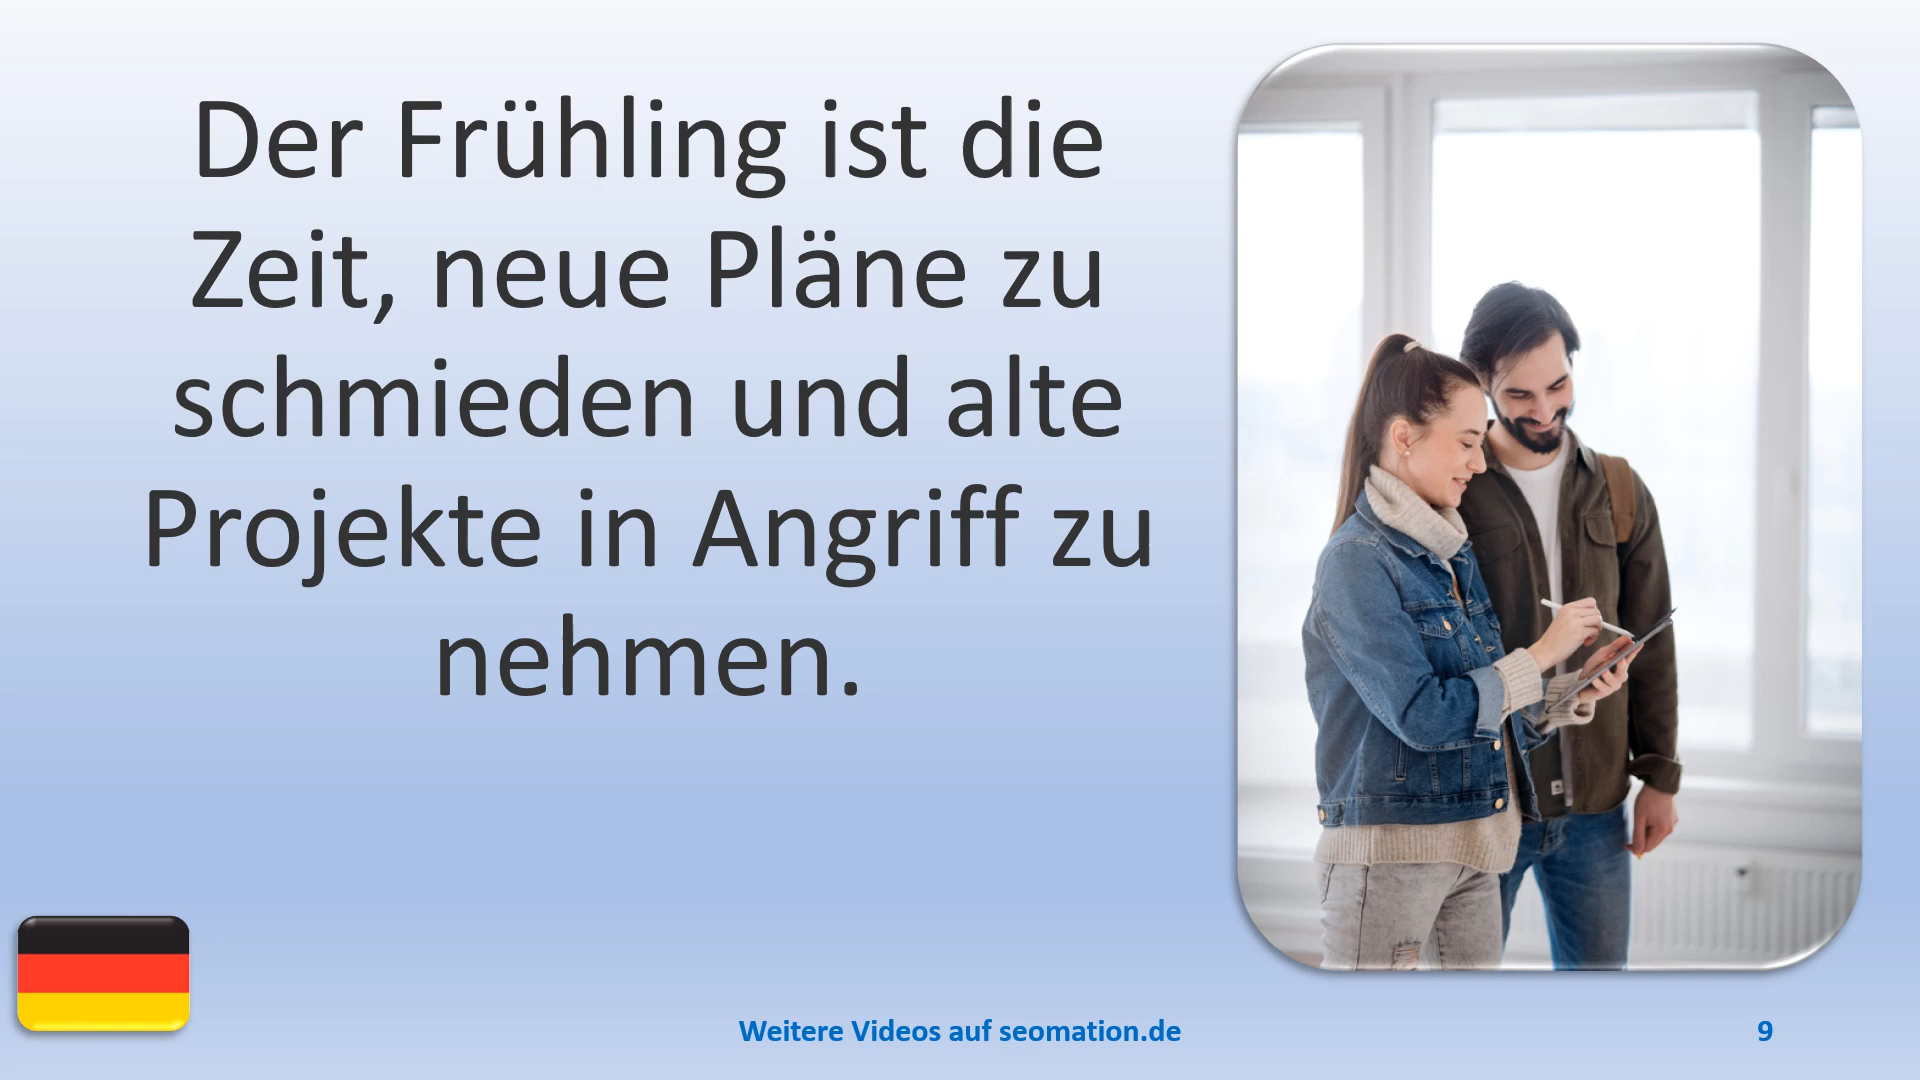 Der Frühling ist die
Zeit, neue Pläne zu
schmieden und alte
Projekte in Angriff zu
nehmen.
Weitere Videos auf seomation.de
9